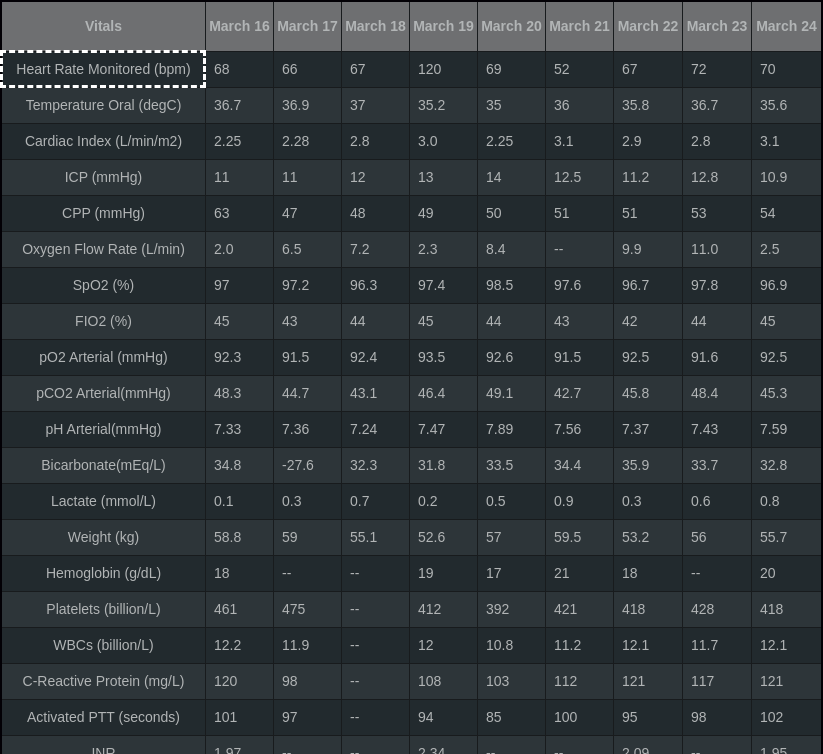 Vitals March 16 March 17 March 18 March 19 March 20 March 21 March 22 March 23 March 24
Heart Rate Monitored (bpm) 68 66 67 120 69 52 67 72 70
Temperature Oral (degC) 36.7 36.9 37 35.2 35 36 35.8 36.7 35.6
Cardiac Index (L/min/m2) 2.25 2.28 2.8 3.0 2.25 3.1 2.9 2.8 3.1
ICP (mmHg) 11 11 12 13 14 12.5 11.2 12.8 10.9
CPP (mmHg) 63 47 48 49 50 51 51 53 54
Oxygen Flow Rate (L/min) 2.0 6.5 7.2 2.3 8.4 -- 9.9 11.0 2.5
SpO2 (%) 97 97.2 96.3 97.4 98.5 97.6 96.7 97.8 96.9
FIO2 (%) 45 43 44 45 44 43 42 44 45
pO2 Arterial (mmHg) 92.3 91.5 92.4 93.5 92.6 91.5 92.5 91.6 92.5
pCO2 Arterial(mmHg) 48.3 44.7 43.1 46.4 49.1 42.7 45.8 48.4 45.3
pH Arterial(mmHg) 7.33 7.36 7.24 7.47 7.89 7.56 7.37 7.43 7.59
Bicarbonate(mEq/L) 34.8 -27.6 32.3 31.8 33.5 34.4 35.9 33.7 32.8
Lactate (mmol/L) 0.1 0.3 0.7 0.2 0.5 0.9 0.3 0.6 0.8
Weight (kg) 58.8 59 55.1 52.6 57 59.5 53.2 56 55.7
Hemoglobin (g/dL) 18 -- -- 19 17 21 18 -- 20
Platelets (billion/L) 461 475 -- 412 392 421 418 428 418
WBCs (billion/L) 12.2 11.9 -- 12 10.8 11.2 12.1 11.7 12.1
C-Reactive Protein (mg/L) 120 98 -- 108 103 112 121 117 121
Activated PTT (seconds) 101 97 -- 94 85 100 95 98 102
INR 1.97 -- -- 2.34 -- -- 2.09 -- 1.95